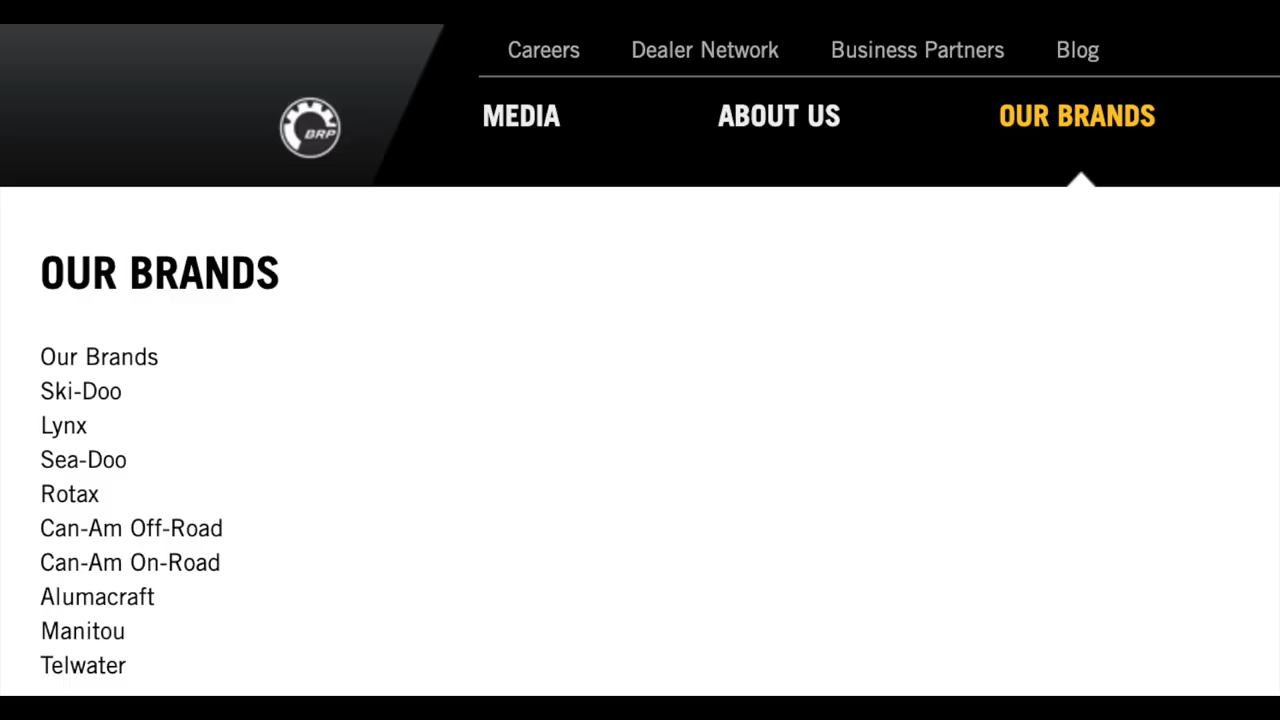 Careers Dealer Network Business Partners Blog
BRP MEDIA ABOUT US OUR BRANDS
OUR BRANDS
Our Brands
Ski-Doo
Lynx
Sea-Doo
Rotax
Can-Am Off-Road
Can-Am On-Road
Alumacraft
Manitou
Telwater